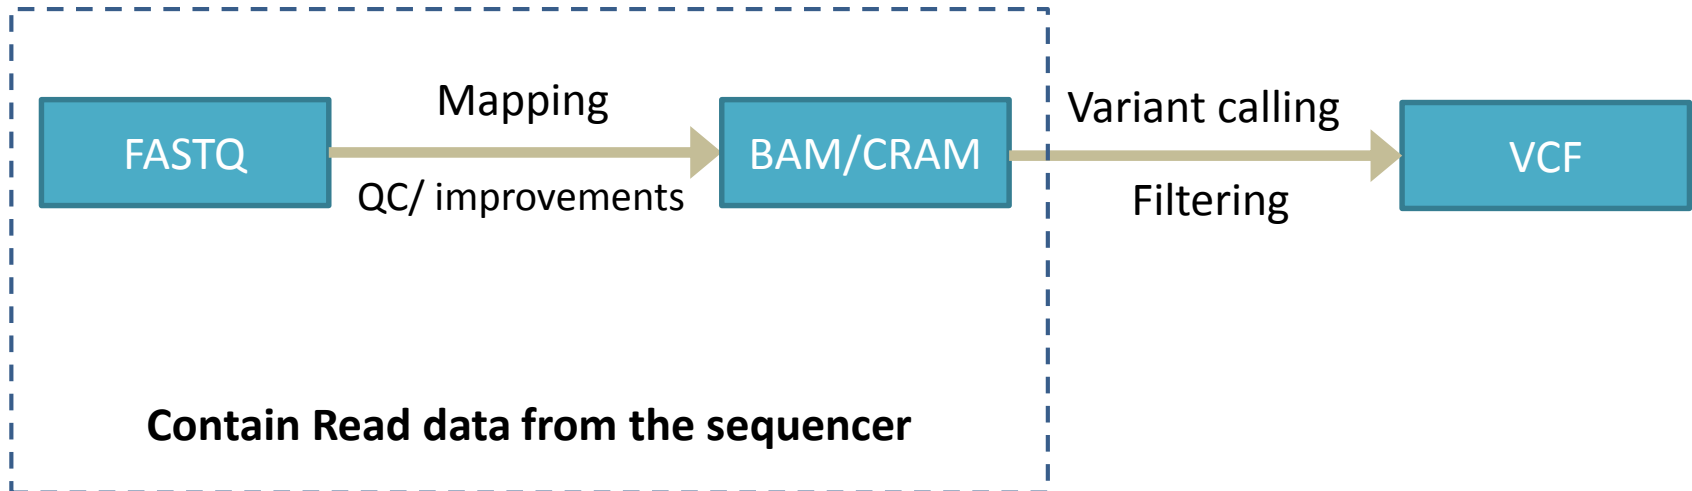 FASTQ
Mapping
QC/ improvements
BAM/CRAM
Variant calling
Filtering
VCF
Contain Read data from the sequencer